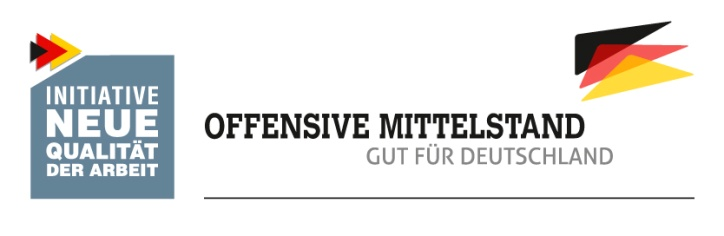 INITIATIVE
NEUE
QUALITÄT
DER ARBEIT
OFFENSIVE MITTELSTAND
GUT FÜR DEUTSCHLAND